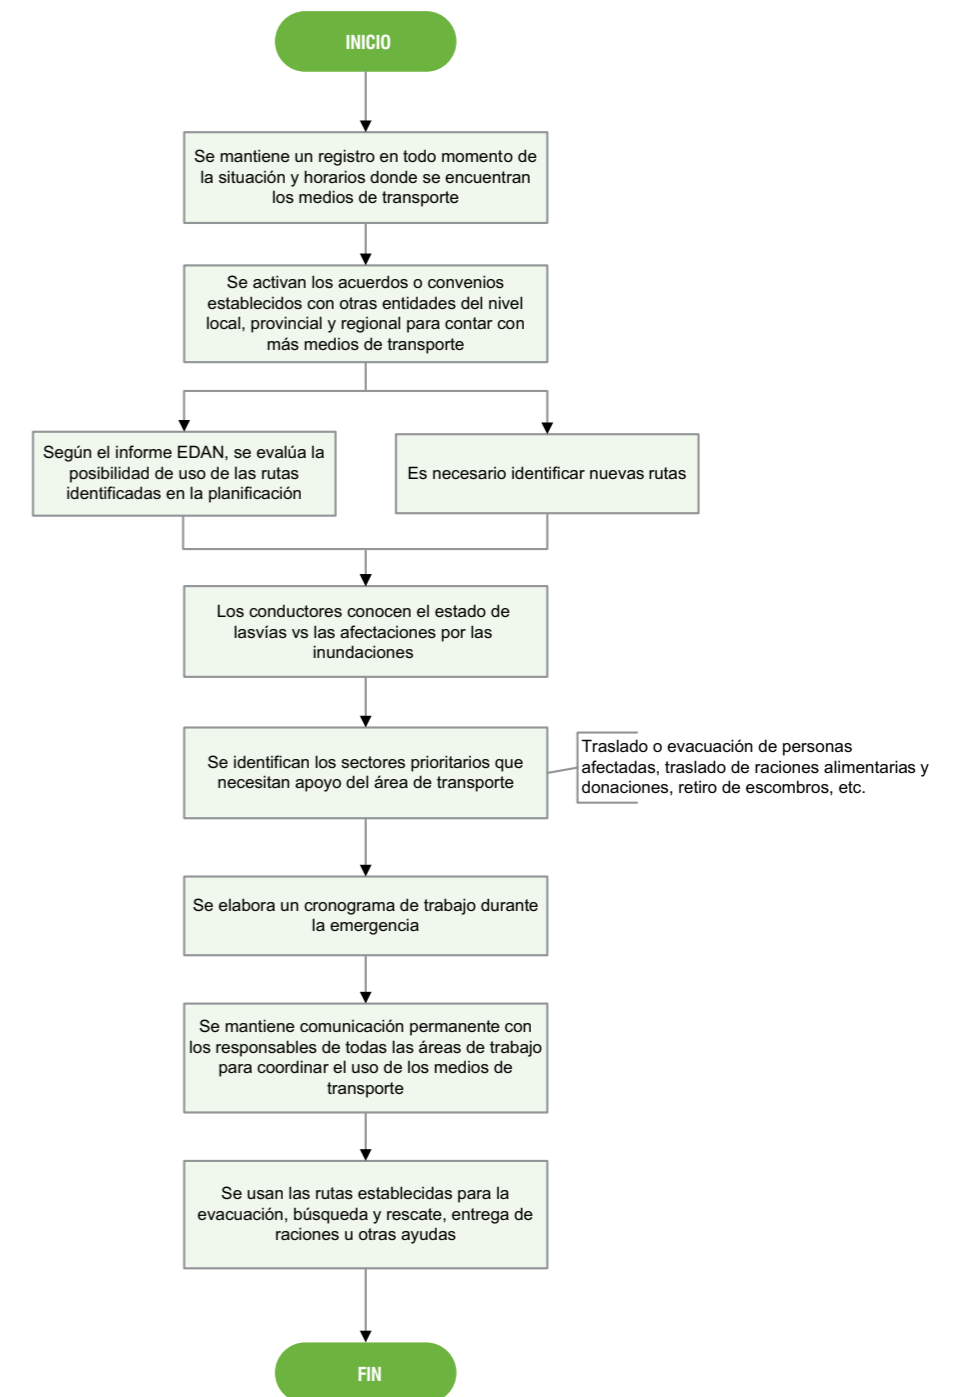 INICIO
Se mantiene un registro en todo momento de
la situación y horarios donde se encuentran
los medios de transporte
Se activan los acuerdos o convenios
establecidos con otras entidades del nivel
local, provincial y regional para contar con
más medios de transporte
Según el informe EDAN, se evalúa la
posibilidad de uso de las rutas
identificadas en la planificación
Es necesario identificar nuevas rutas
Los conductores conocen el estado de
lasvías vs las afectaciones por las
inundaciones
Se identifican los sectores prioritarios que
necesitan apoyo del área de transporte
Traslado o evacuación de personas
afectadas, traslado de raciones alimentarias y
donaciones, retiro de escombros, etc.
Se elabora un cronograma de trabajo durante
la emergencia
Se mantiene comunicación permanente con
los responsables de todas las áreas de trabajo
para coordinar el uso de los medios de
transporte
Se usan las rutas establecidas para la
evacuación, búsqueda y rescate, entrega de
raciones u otras ayudas
FIN